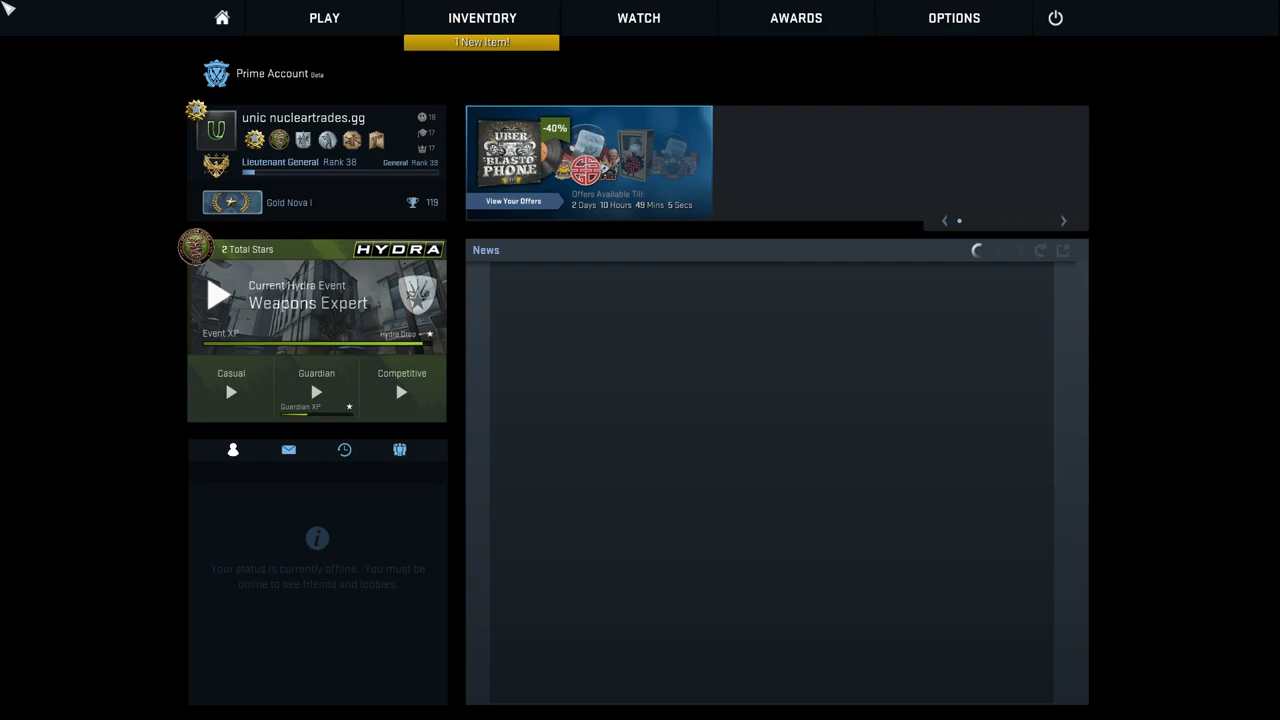 PLAY
INVENTORY
WATCH
AWARDS
OPTIONS
1 New Item!
Prime Account Beta
unic nucleartrades.gg
18
17
17
Lieutenant General Rank 38
General Rank 39
Gold Nova I
119
UBER BLASTO PHONE
-40%
Offers Available Till:
View Your Offers
2 Days 10 Hours 49 Mins 5 Secs
2 Total Stars
HYDRA
News
Current Hydra Event
Weapons Expert
Event XP
Hydra Drop +
Casual
Guardian
Competitive
Guardian XP
Your status is currently offline. You must be
online to see friends and lobbies.